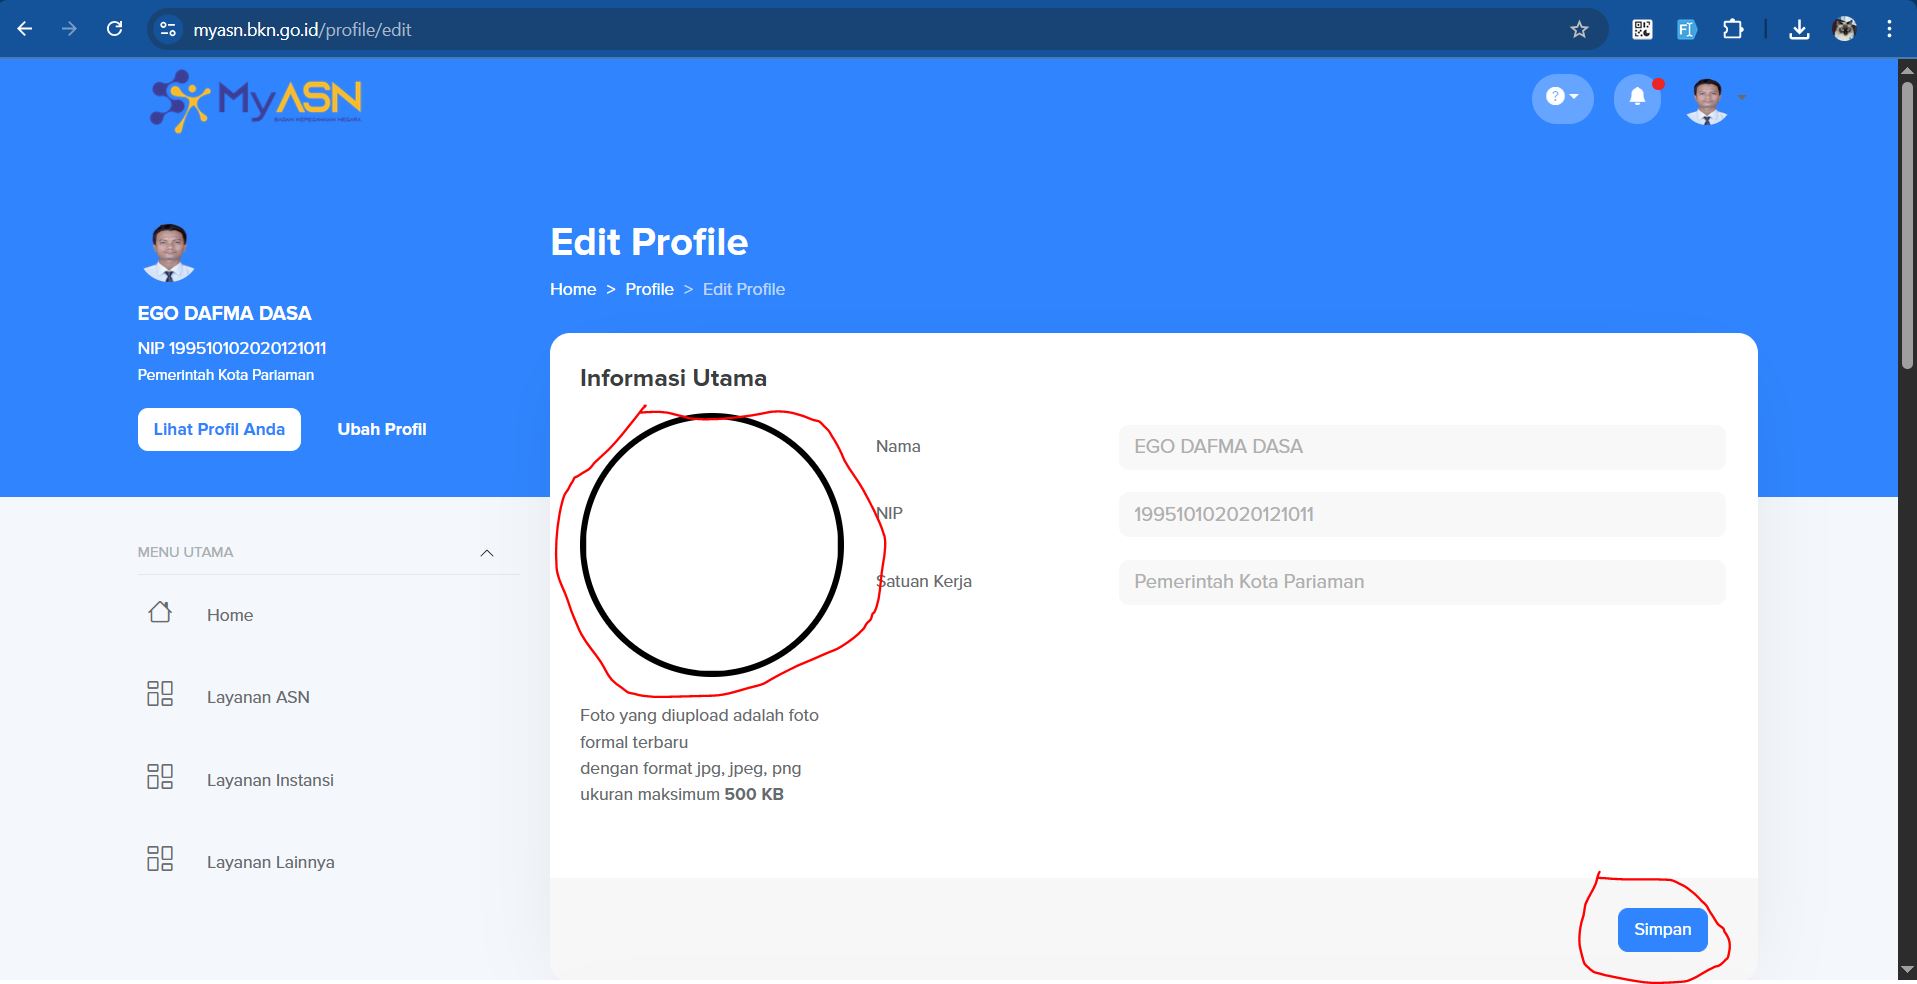 myasn.bkn.go.id/profile/edit
MyASN
BADAN KEPEGAWAIAN NEGARA
EGO DAFMA DASA
NIP 199510102020121011
Pemerintah Kota Pariaman
Lihat Profil Anda
Ubah Profil
MENU UTAMA
Home
Layanan ASN
Layanan Instansi
Layanan Lainnya
Edit Profile
Home > Profile > Edit Profile
Informasi Utama
Nama EGO DAFMA DASA
NIP 199510102020121011
Satuan Kerja Pemerintah Kota Pariaman
Foto yang diupload adalah foto
formal terbaru
dengan format jpg, jpeg, png
ukuran maksimum 500 KB
Simpan